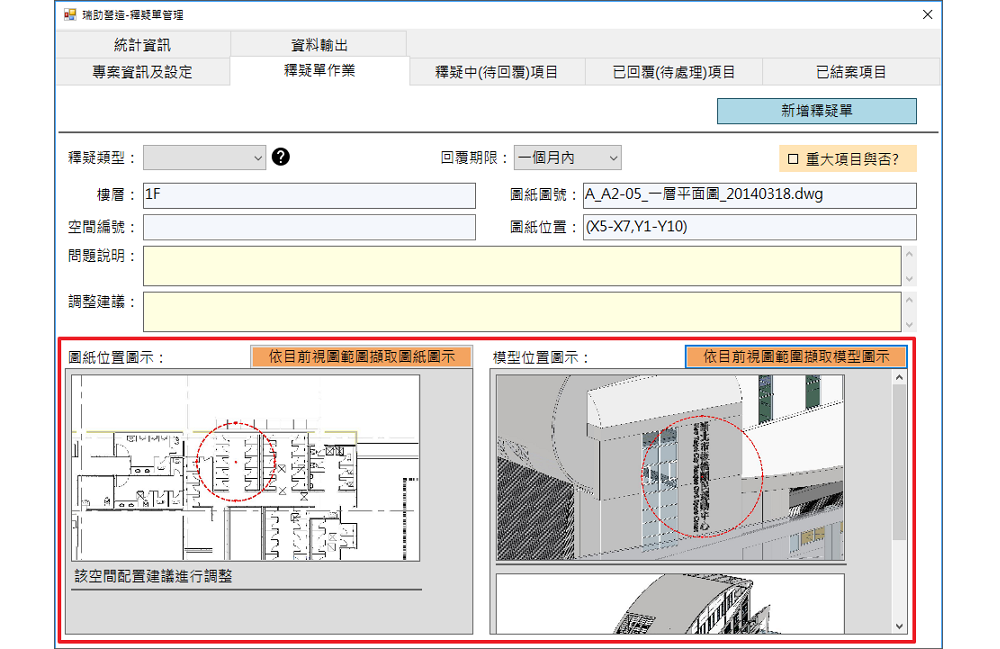 瑞助營造-釋疑單管理
統計資訊 資料輸出
專案資訊及設定 釋疑單作業 釋疑中(待回覆)項目 已回覆(待處理)項目 已結案項目
新增釋疑單
釋疑類型： ? 回覆期限： 一個月內 重大項目與否?
樓層： 1F 圖紙圖號： A_A2-05_一層平面圖_20140318.dwg
空間編號： 圖紙位置： (X5-X7,Y1-Y10)
問題說明：
調整建議：
圖紙位置圖示： 依目前視圖範圍擷取圖紙圖示 模型位置圖示： 依目前視圖範圍擷取模型圖示
該空間配置建議進行調整